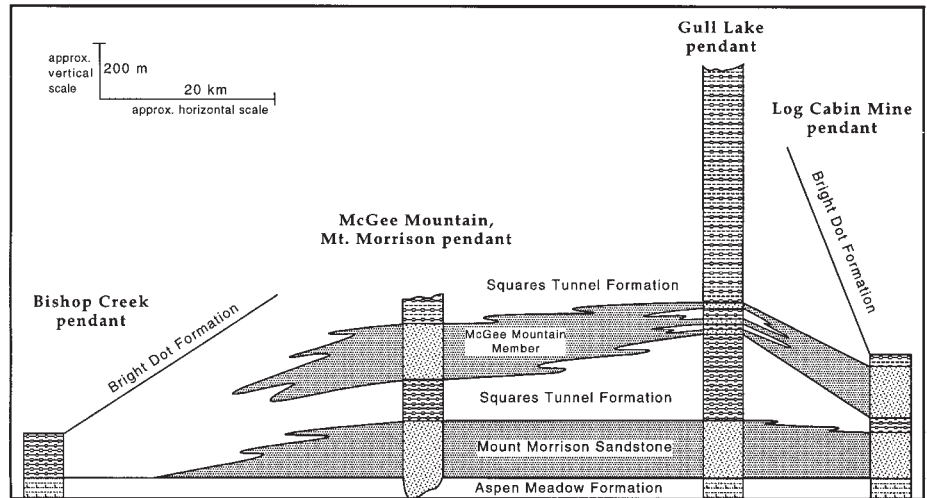 Gull Lake
pendant
approx.
vertical
scale
200 m
20 km
approx. horizontal scale
Log Cabin Mine
pendant
Bright Dot Formation
McGee Mountain,
Mt. Morrison pendant
Squares Tunnel Formation
Bishop Creek
pendant
Bright Dot Formation
McGee Mountain
Member
Squares Tunnel Formation
Mount Morrison Sandstone
Aspen Meadow Formation